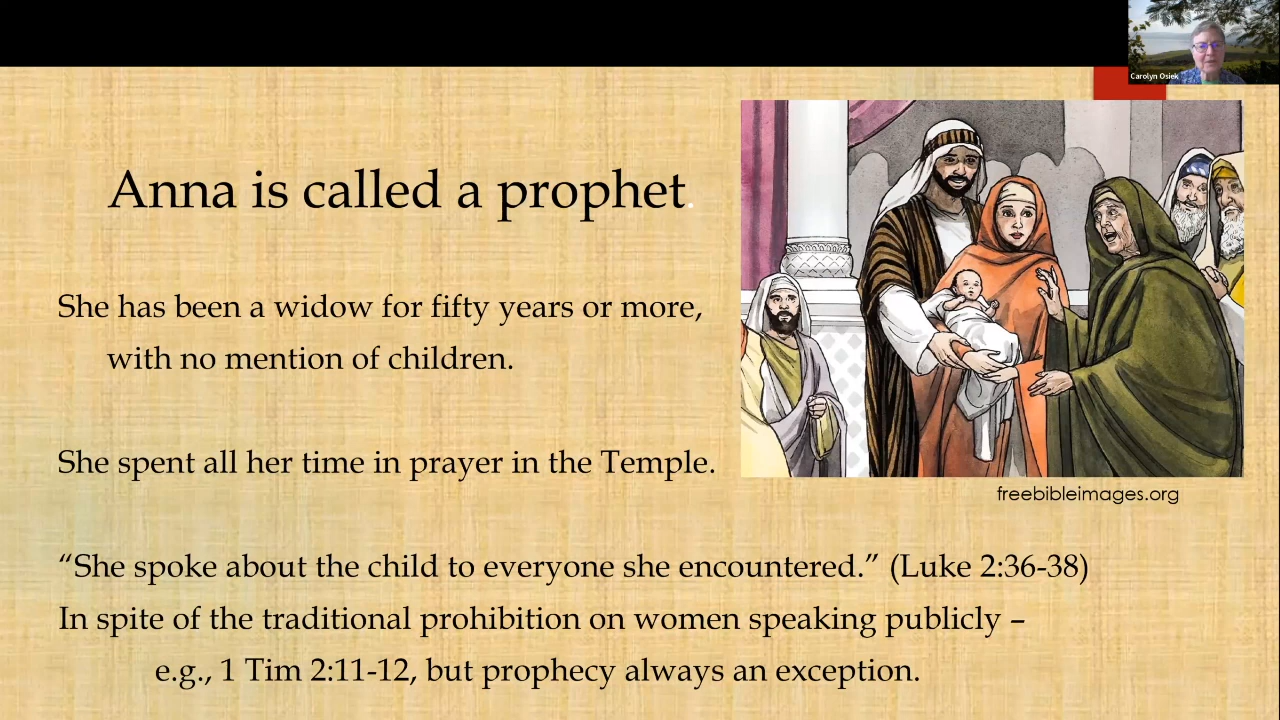 Carolyn Osiek
Anna is called a prophet.
She has been a widow for fifty years or more,
with no mention of children.
She spent all her time in prayer in the Temple.
freebibleimages.org
“She spoke about the child to everyone she encountered.” (Luke 2:36-38)
In spite of the traditional prohibition on women speaking publicly –
e.g., 1 Tim 2:11-12, but prophecy always an exception.